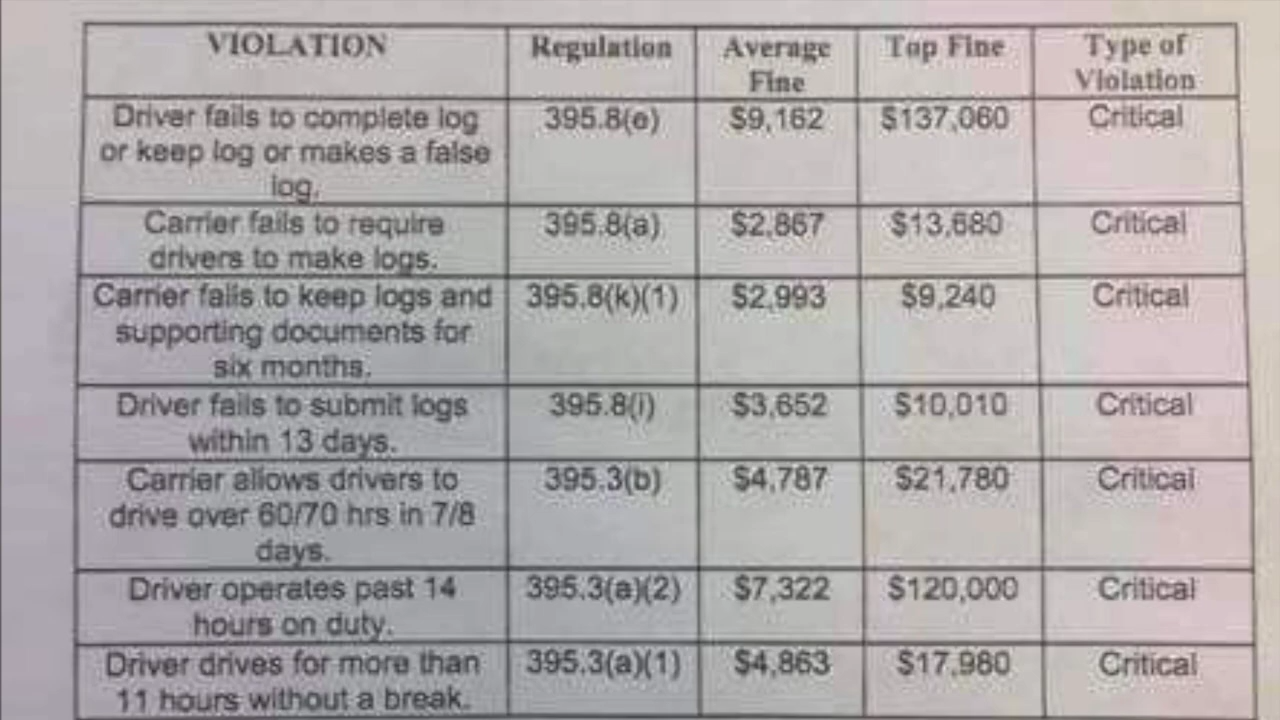 VIOLATION Regulation Average Top Fine Type of
Fine Violation
Driver fails to complete log 395.8(e) $9,162 $137,060 Critical
or keep log or makes a false
log.
Carrier fails to require 395.8(a) $2,867 $13,680 Critical
drivers to make logs.
Carrier fails to keep logs and 395.8(k)(1) $2,993 $9,240 Critical
supporting documents for
six months.
Driver fails to submit logs 395.8(i) $3,652 $10,010 Critical
within 13 days.
Carrier allows drivers to 395.3(b) $4,787 $21,780 Critical
drive over 60/70 hrs in 7/8
days.
Driver operates past 14 395.3(a)(2) $7,322 $120,000 Critical
hours on duty.
Driver drives for more than 395.3(a)(1) $4,863 $17,980 Critical
11 hours without a break.